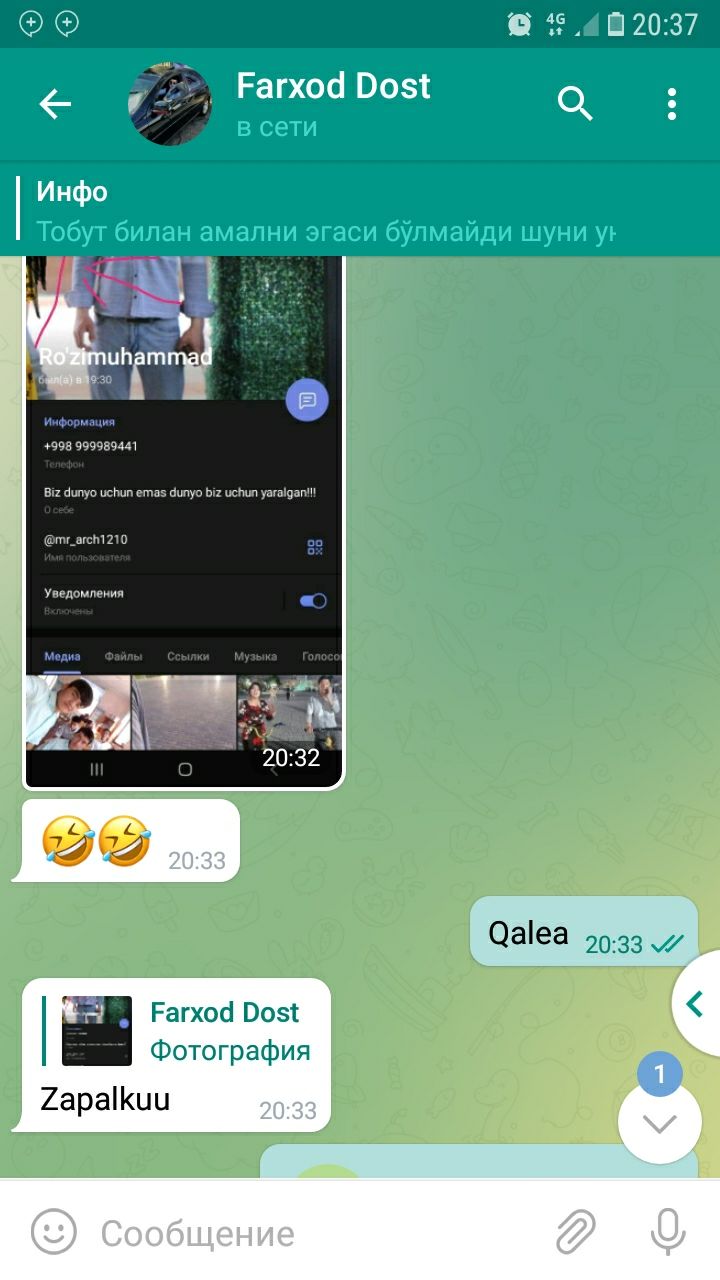 4G
20:37
Farxod Dost
в сети
Инфо
Тобут билан амални эгаси бўлмайди шуни ун
Ro'zimuhammad
был(а) в 19:30
Информация
+998 999989441
Телефон
Biz dunyo uchun emas dunyo biz uchun yaralgan!!!
О себе
@mr_arch1210
Имя пользователя
Уведомления
Включены
Медиа Файлы Ссылки Музыка Голосо
20:32
20:33
Qalea 20:33
Farxod Dost
Фотография
Zapalkuu 20:33
1
Сообщение